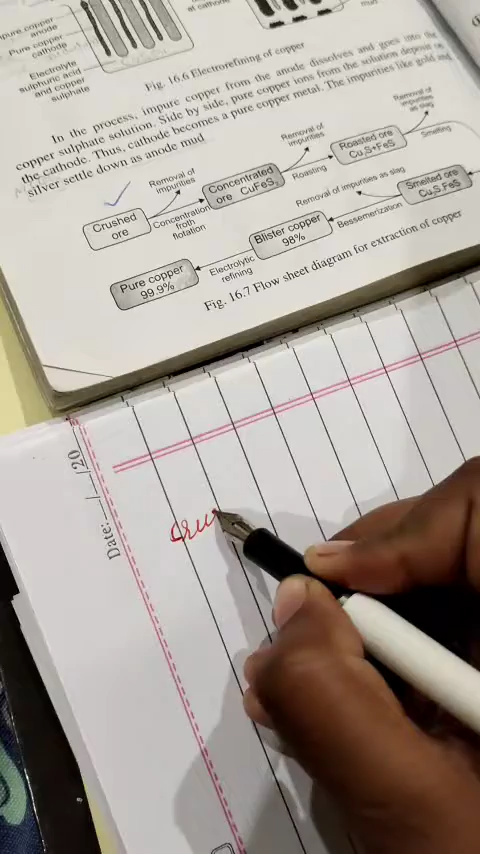 Impure copper
anode
Pure copper
cathode
Electrolyte
sulphuric acid
and copper
sulphate
at cathode
mud
Fig. 16.6 Electrorefining of copper
In the process, impure copper from the anode dissolves and goes into the
copper sulphate solution. Side by side, pure copper ions from the solution deposit on
the cathode. Thus, cathode becomes a pure copper metal. The impurities like gold and
silver settle down as anode mud
Crushed
ore
Removal of
impurities
Concentration
froth
flotation
Concentrated
ore CuFeS₂
Removal of
impurities
Roasting
Roasted ore
Cu₂S+FeS
Removal of
impurities
as slag
Smelting
Smelted ore
Cu₂S.FeS
Removal of impurities as slag
Bessemerization
Blister copper
98%
Electrolytic
refining
Pure copper
99.9%
Fig. 16.7 Flow sheet diagram for extraction of copper
Date: / /20
Cru